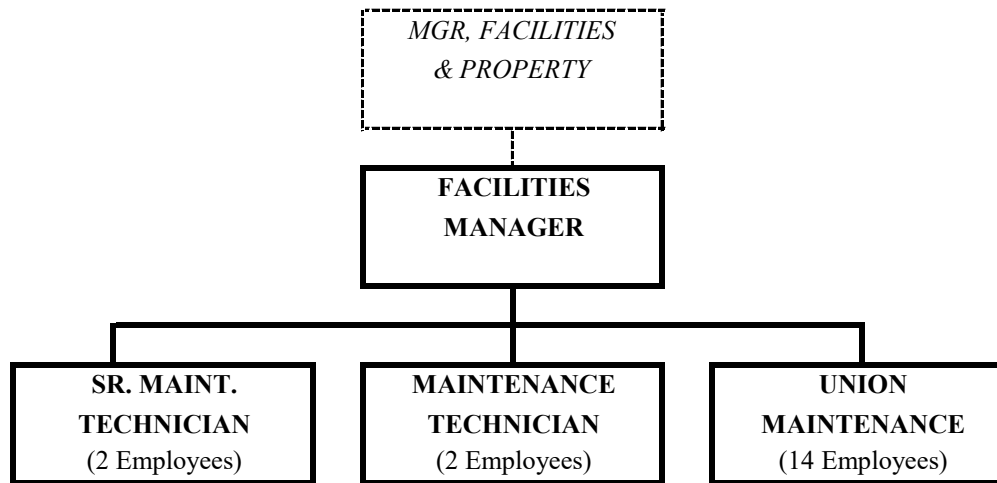 MGR, FACILITIES
& PROPERTY
FACILITIES
MANAGER
SR. MAINT.
TECHNICIAN
(2 Employees)
MAINTENANCE
TECHNICIAN
(2 Employees)
UNION
MAINTENANCE
(14 Employees)